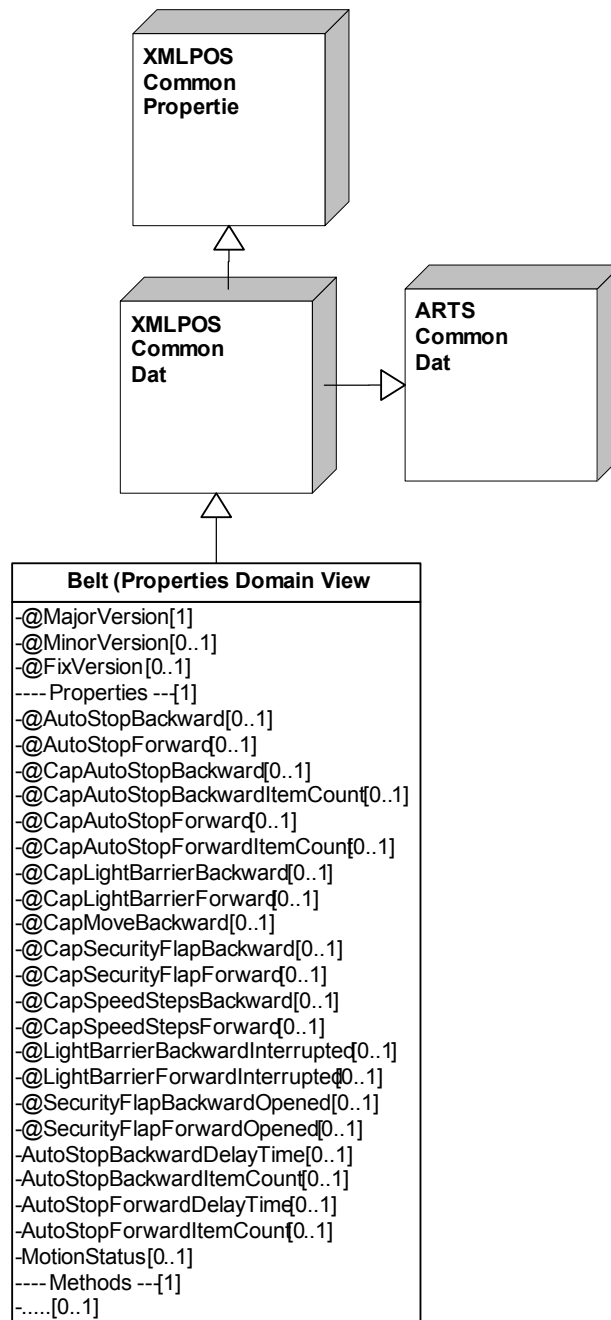 XMLPOS
Common
Propertie
XMLPOS
Common
Dat
ARTS
Common
Dat
Belt (Properties Domain View
-@MajorVersion[1]
-@MinorVersion[0..1]
-@FixVersion[0..1]
---- Properties ---[1]
-@AutoStopBackward[0..1]
-@AutoStopForward[0..1]
-@CapAutoStopBackward[0..1]
-@CapAutoStopBackwardItemCount[0..1]
-@CapAutoStopForward[0..1]
-@CapAutoStopForwardItemCount[0..1]
-@CapLightBarrierBackward[0..1]
-@CapLightBarrierForward[0..1]
-@CapMoveBackward[0..1]
-@CapSecurityFlapBackward[0..1]
-@CapSecurityFlapForward[0..1]
-@CapSpeedStepsBackward[0..1]
-@CapSpeedStepsForward[0..1]
-@LightBarrierBackwardInterrupted[0..1]
-@LightBarrierForwardInterrupted[0..1]
-@SecurityFlapBackwardOpened[0..1]
-@SecurityFlapForwardOpened[0..1]
-AutoStopBackwardDelayTime[0..1]
-AutoStopBackwardItemCount[0..1]
-AutoStopForwardDelayTime[0..1]
-AutoStopForwardItemCount[0..1]
-MotionStatus[0..1]
---- Methods ---[1]
-.....[0..1]